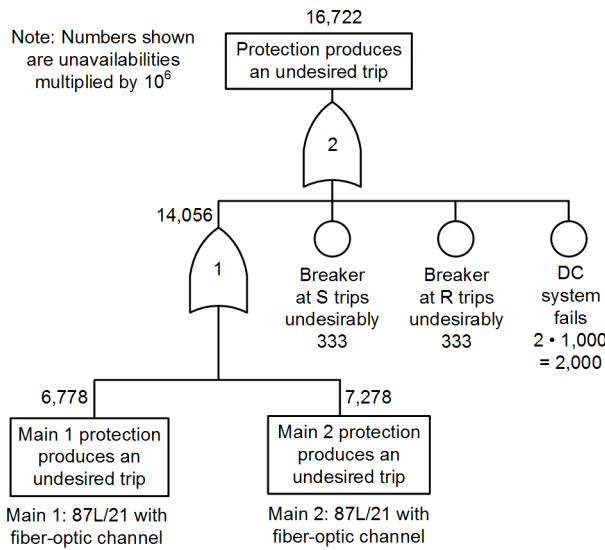 16,722
Note: Numbers shown
are unavailabilities
multiplied by 10⁶
Protection produces
an undesired trip
2
14,056
1
Breaker
at S trips
undesirably
333
Breaker
at R trips
undesirably
333
DC
system
fails
2 • 1,000
= 2,000
6,778
7,278
Main 1 protection
produces an
undesired trip
Main 2 protection
produces an
undesired trip
Main 1: 87L/21 with
fiber-optic channel
Main 2: 87L/21 with
fiber-optic channel